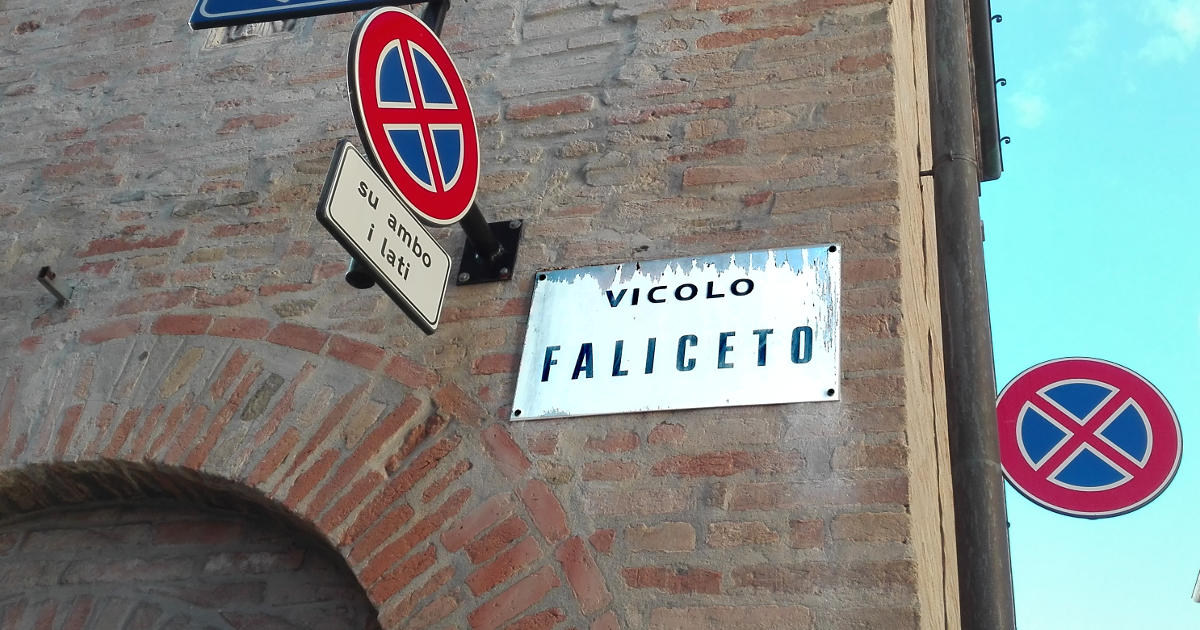 su ambo
i lati
VICOLO
FALICETO